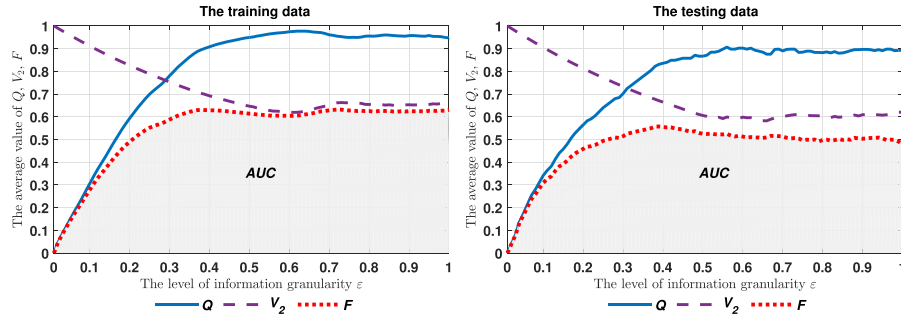 The training data
The average value of Q, V2, F
1
0.9
0.8
0.7
0.6
0.5
0.4
0.3
0.2
0.1
0
AUC
0 0.1 0.2 0.3 0.4 0.5 0.6 0.7 0.8 0.9 1
The level of information granularity ε
Q V2 F
The testing data
The average value of Q, V2, F
1
0.9
0.8
0.7
0.6
0.5
0.4
0.3
0.2
0.1
0
AUC
0 0.1 0.2 0.3 0.4 0.5 0.6 0.7 0.8 0.9 1
The level of information granularity ε
Q V2 F